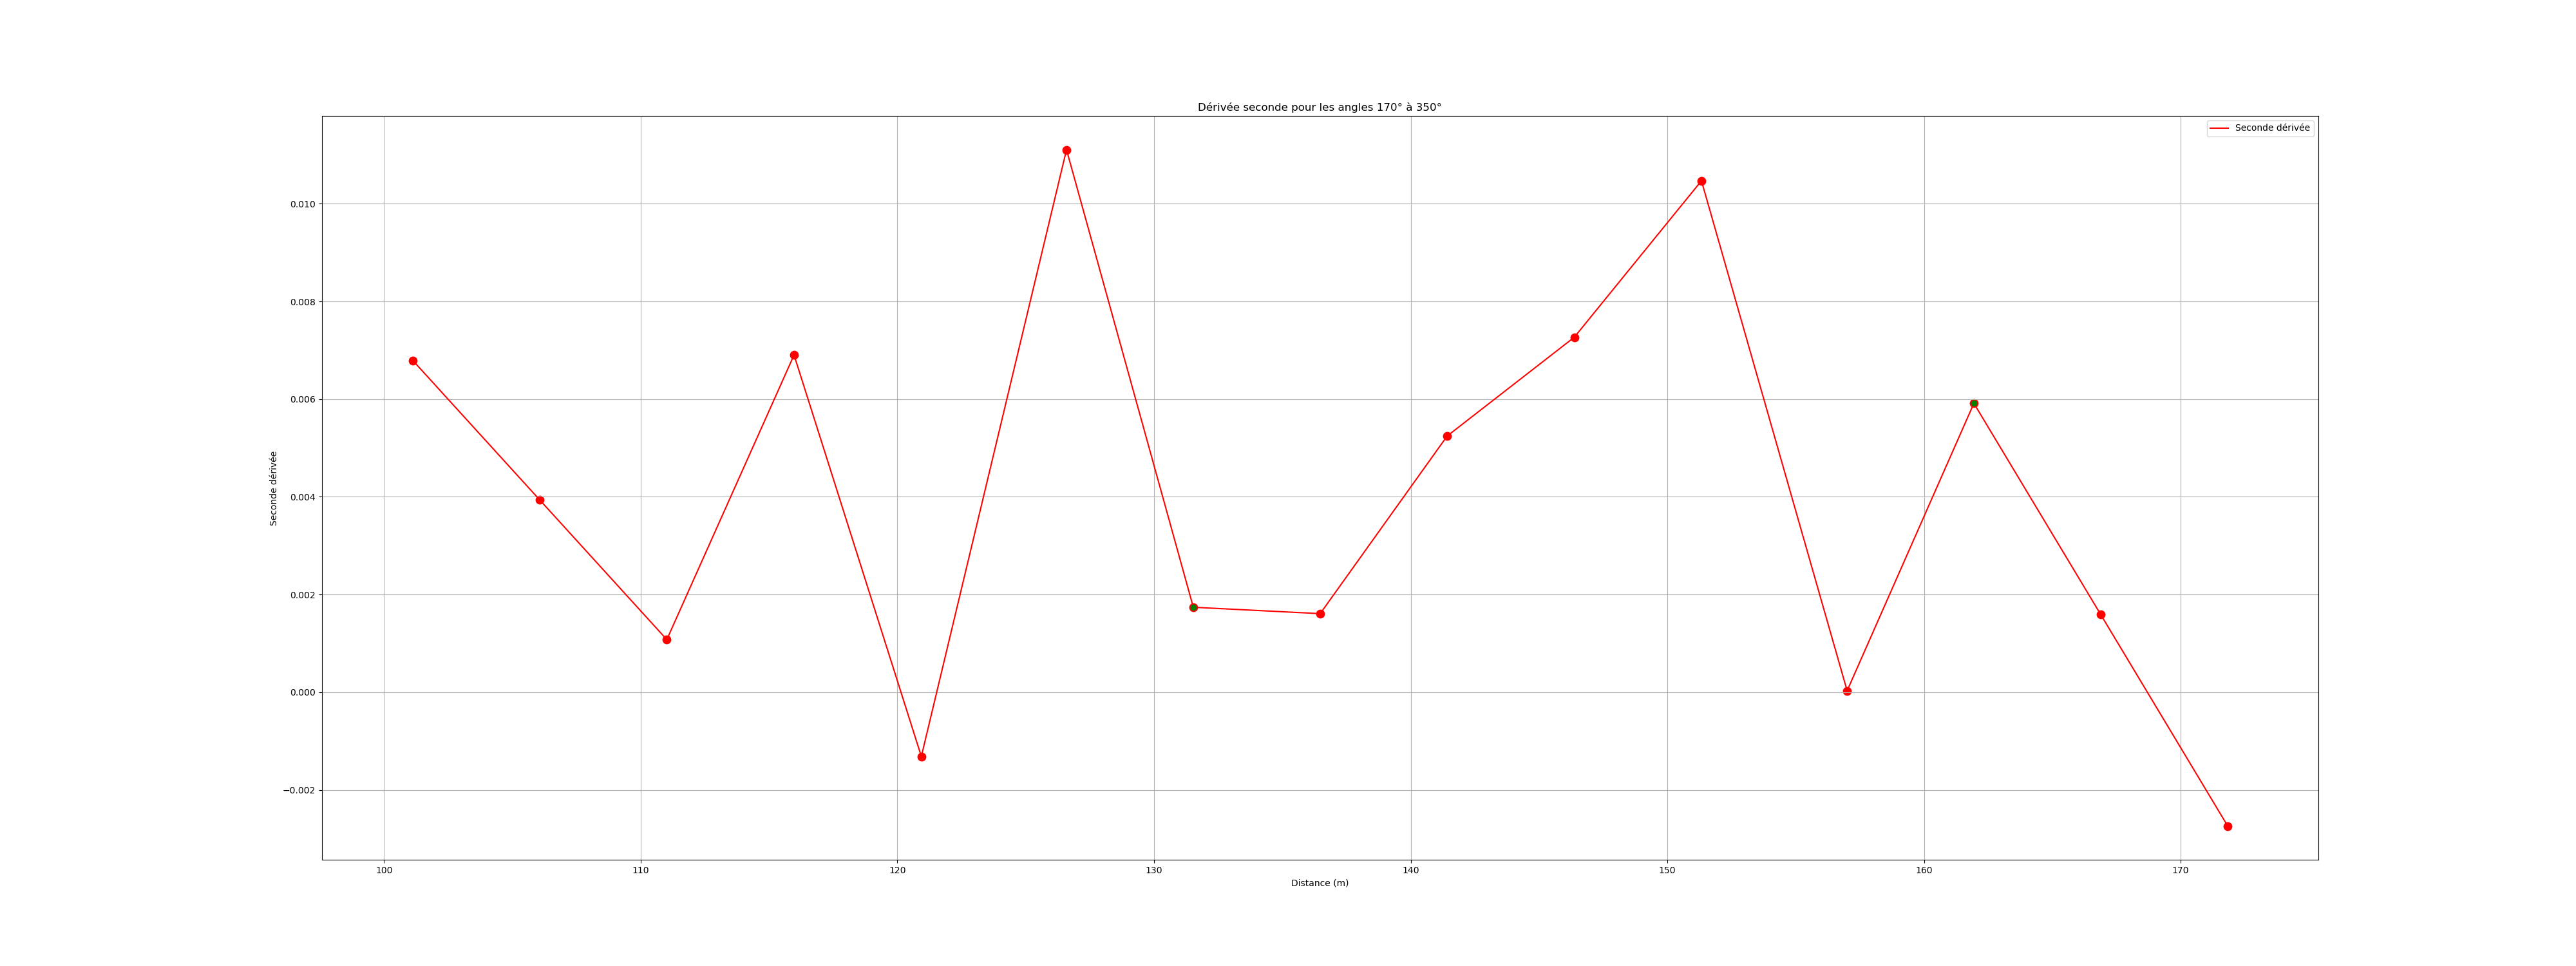 Dérivée seconde pour les angles 170° à 350°
Seconde dérivée
0.010
0.008
0.006
0.004
0.002
0.000
−0.002
Seconde dérivée
100 110 120 130 140 150 160 170
Distance (m)